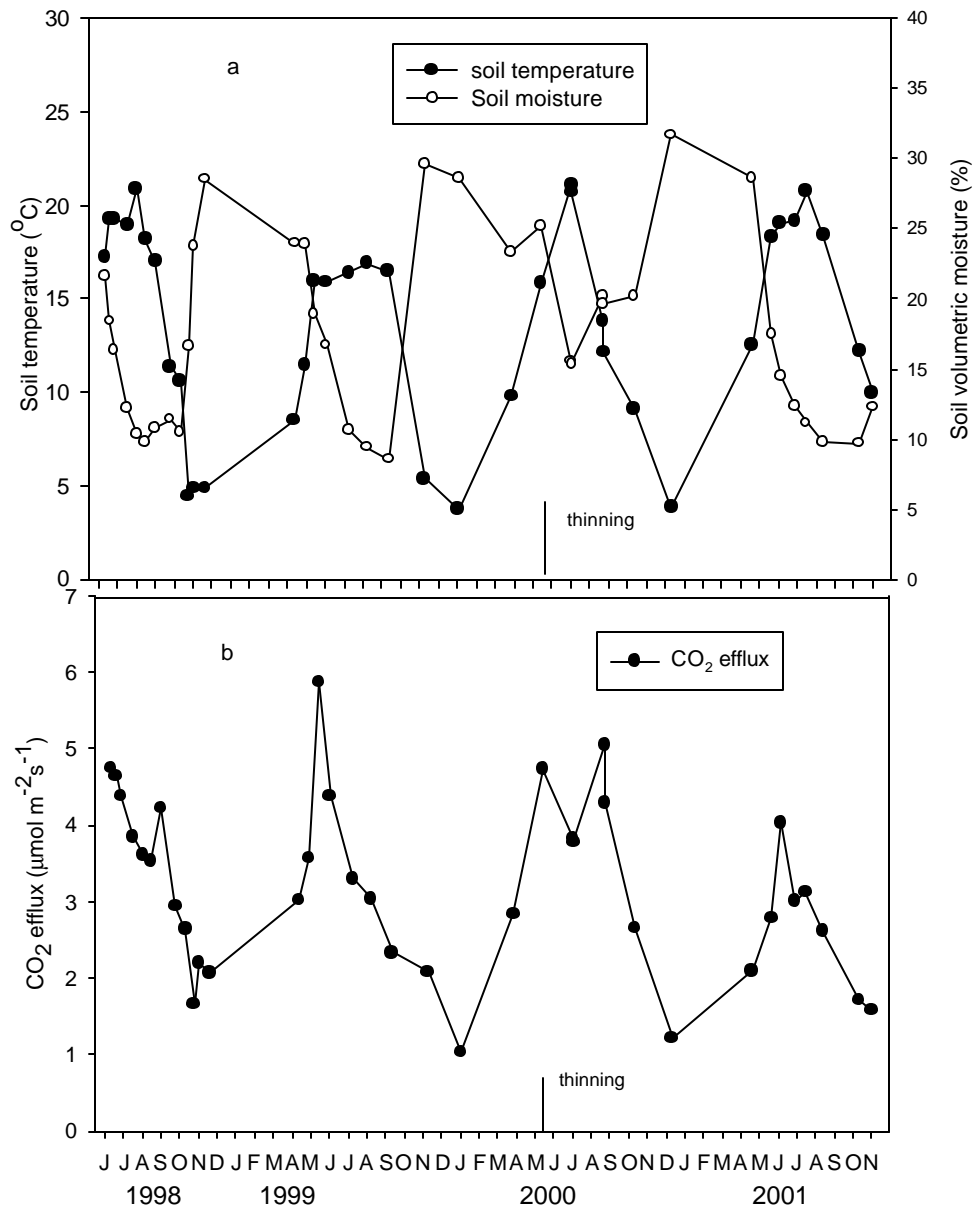 30
25
20
15
10
5
0
Soil temperature (°C)
a
soil temperature
Soil moisture
thinning
40
35
30
25
20
15
10
5
0
Soil volumetric moisture (%)
7
6
5
4
3
2
1
0
CO2 efflux (μmol m-2s-1)
b
CO2 efflux
thinning
J J A S O N D J F M A M J J A S O N D J F M A M J J A S O N D J F M A M J J A S O N
1998 1999 2000 2001